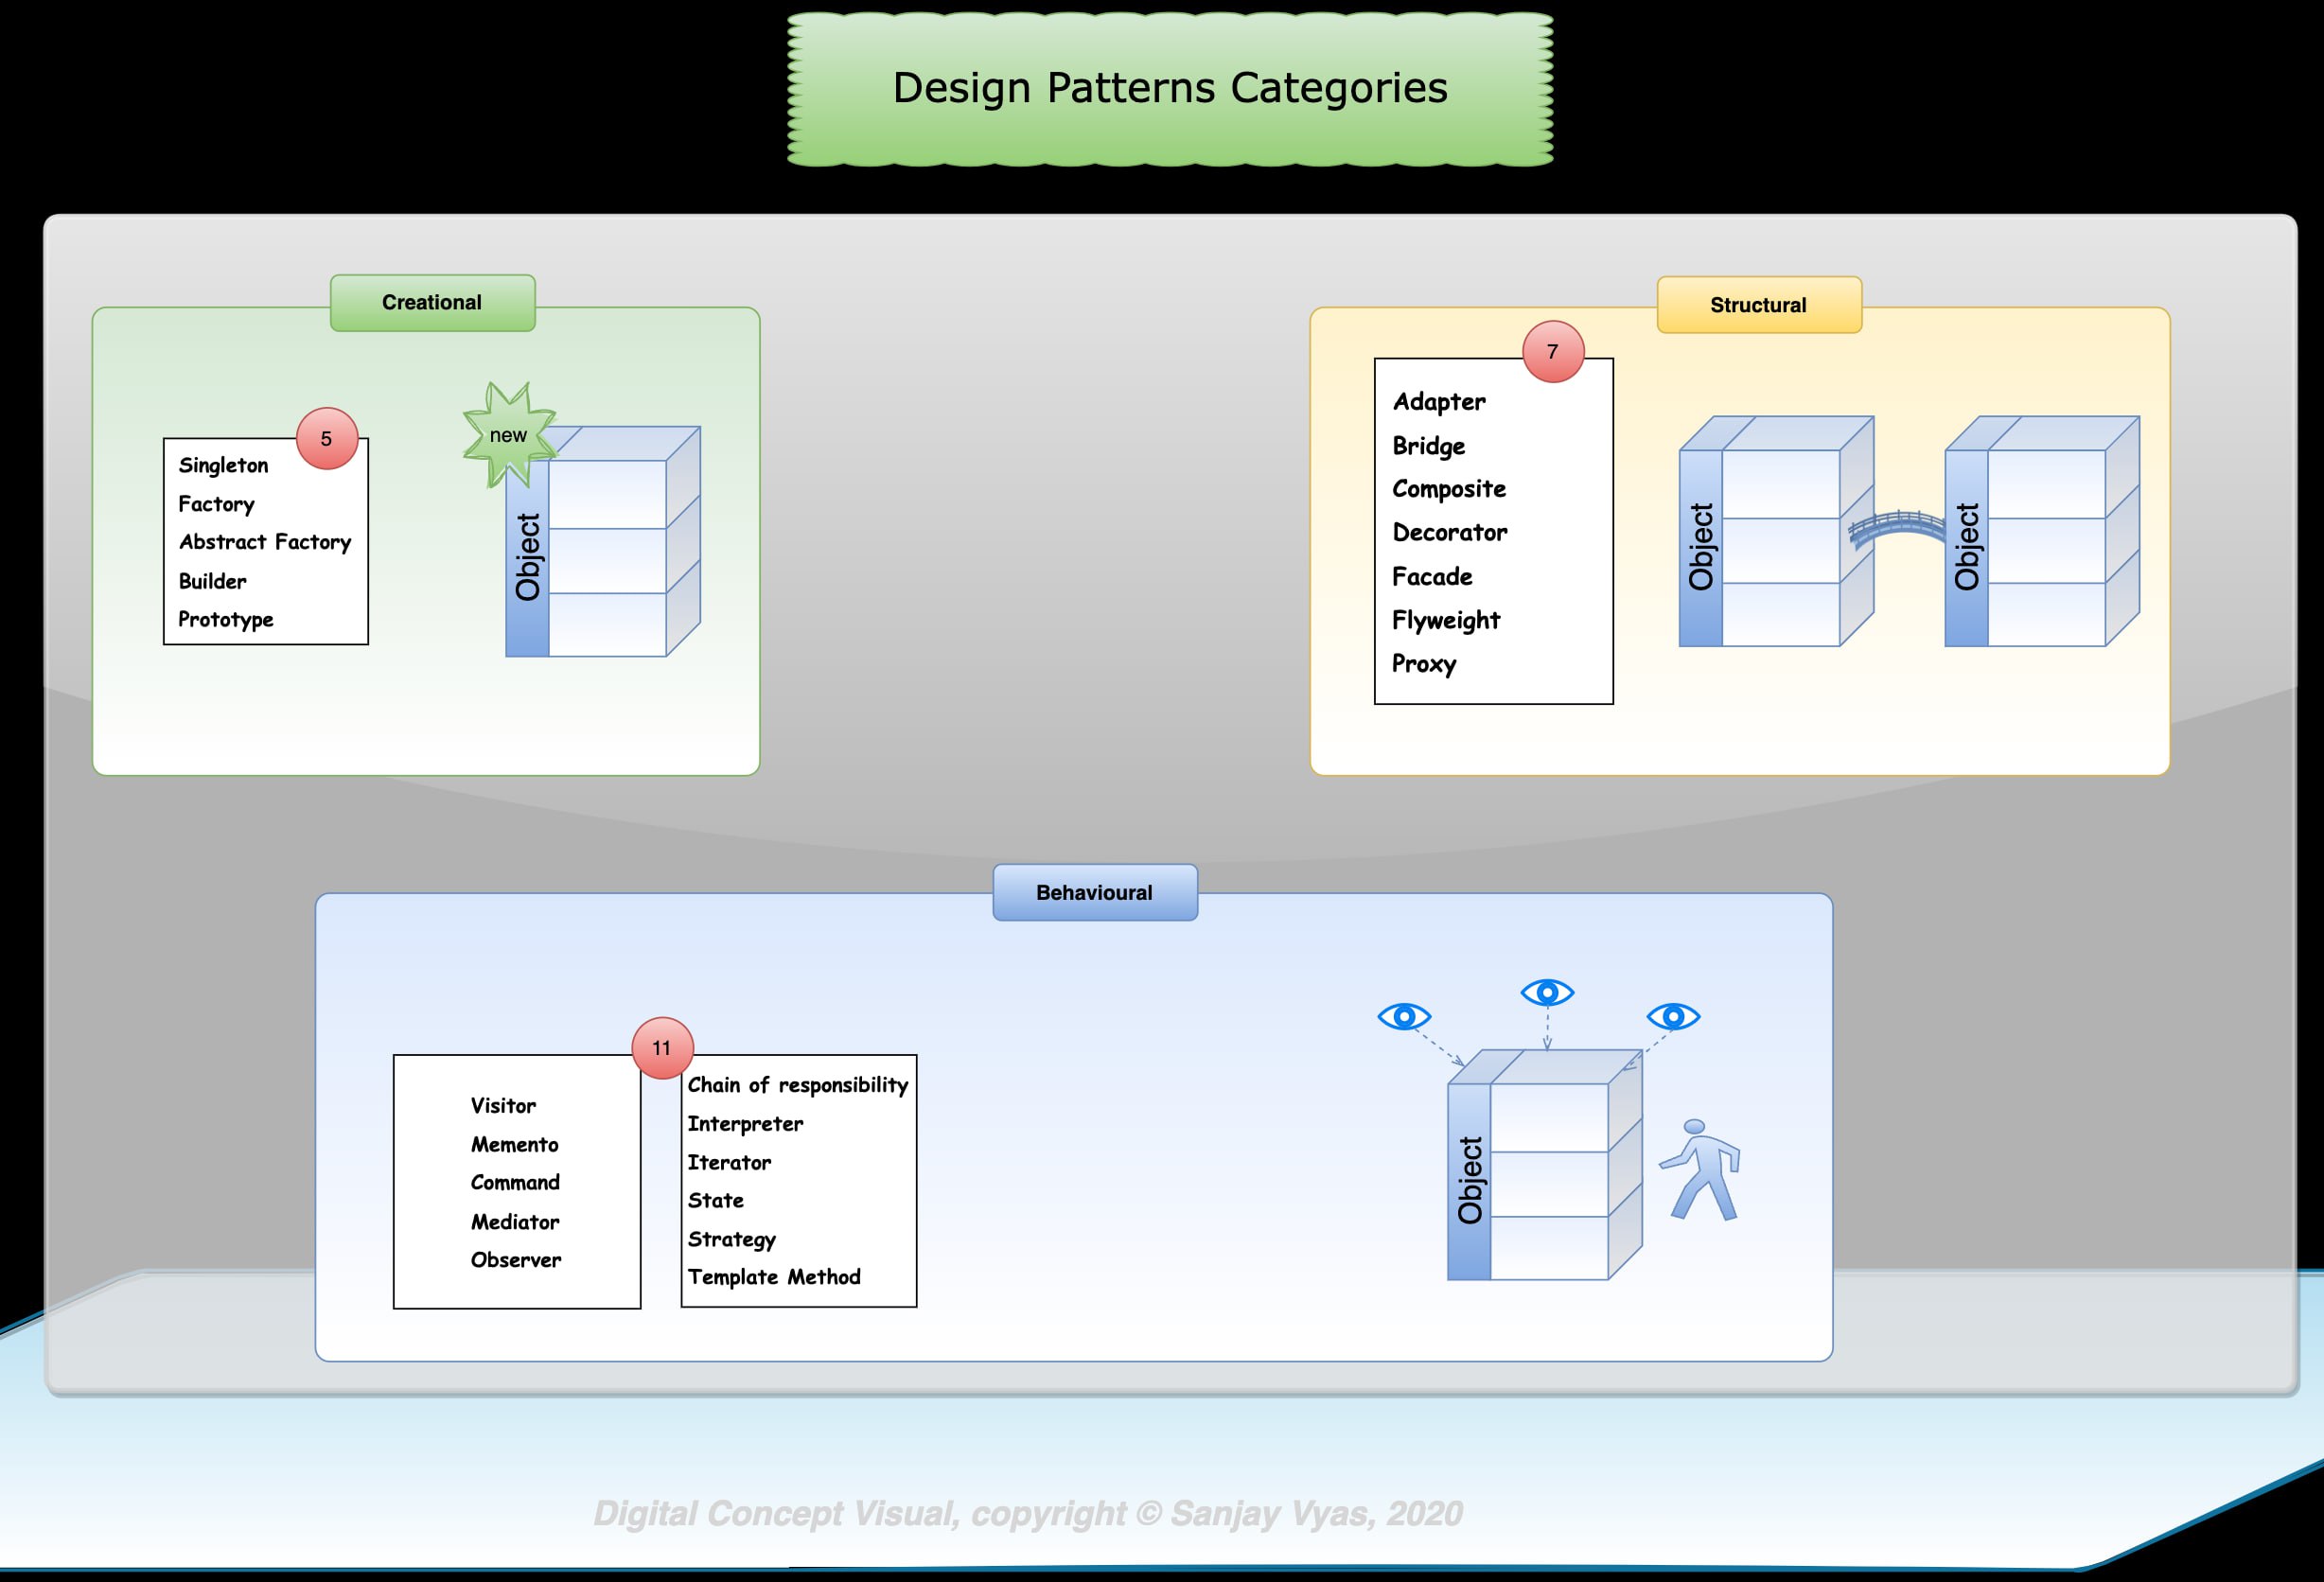 Design Patterns Categories
Creational
5
Singleton
Factory
Abstract Factory
Builder
Prototype
new
Object
Structural
7
Adapter
Bridge
Composite
Decorator
Facade
Flyweight
Proxy
Object
Object
Behavioural
11
Visitor
Memento
Command
Mediator
Observer
Chain of responsibility
Interpreter
Iterator
State
Strategy
Template Method
Object
Digital Concept Visual, copyright © Sanjay Vyas, 2020